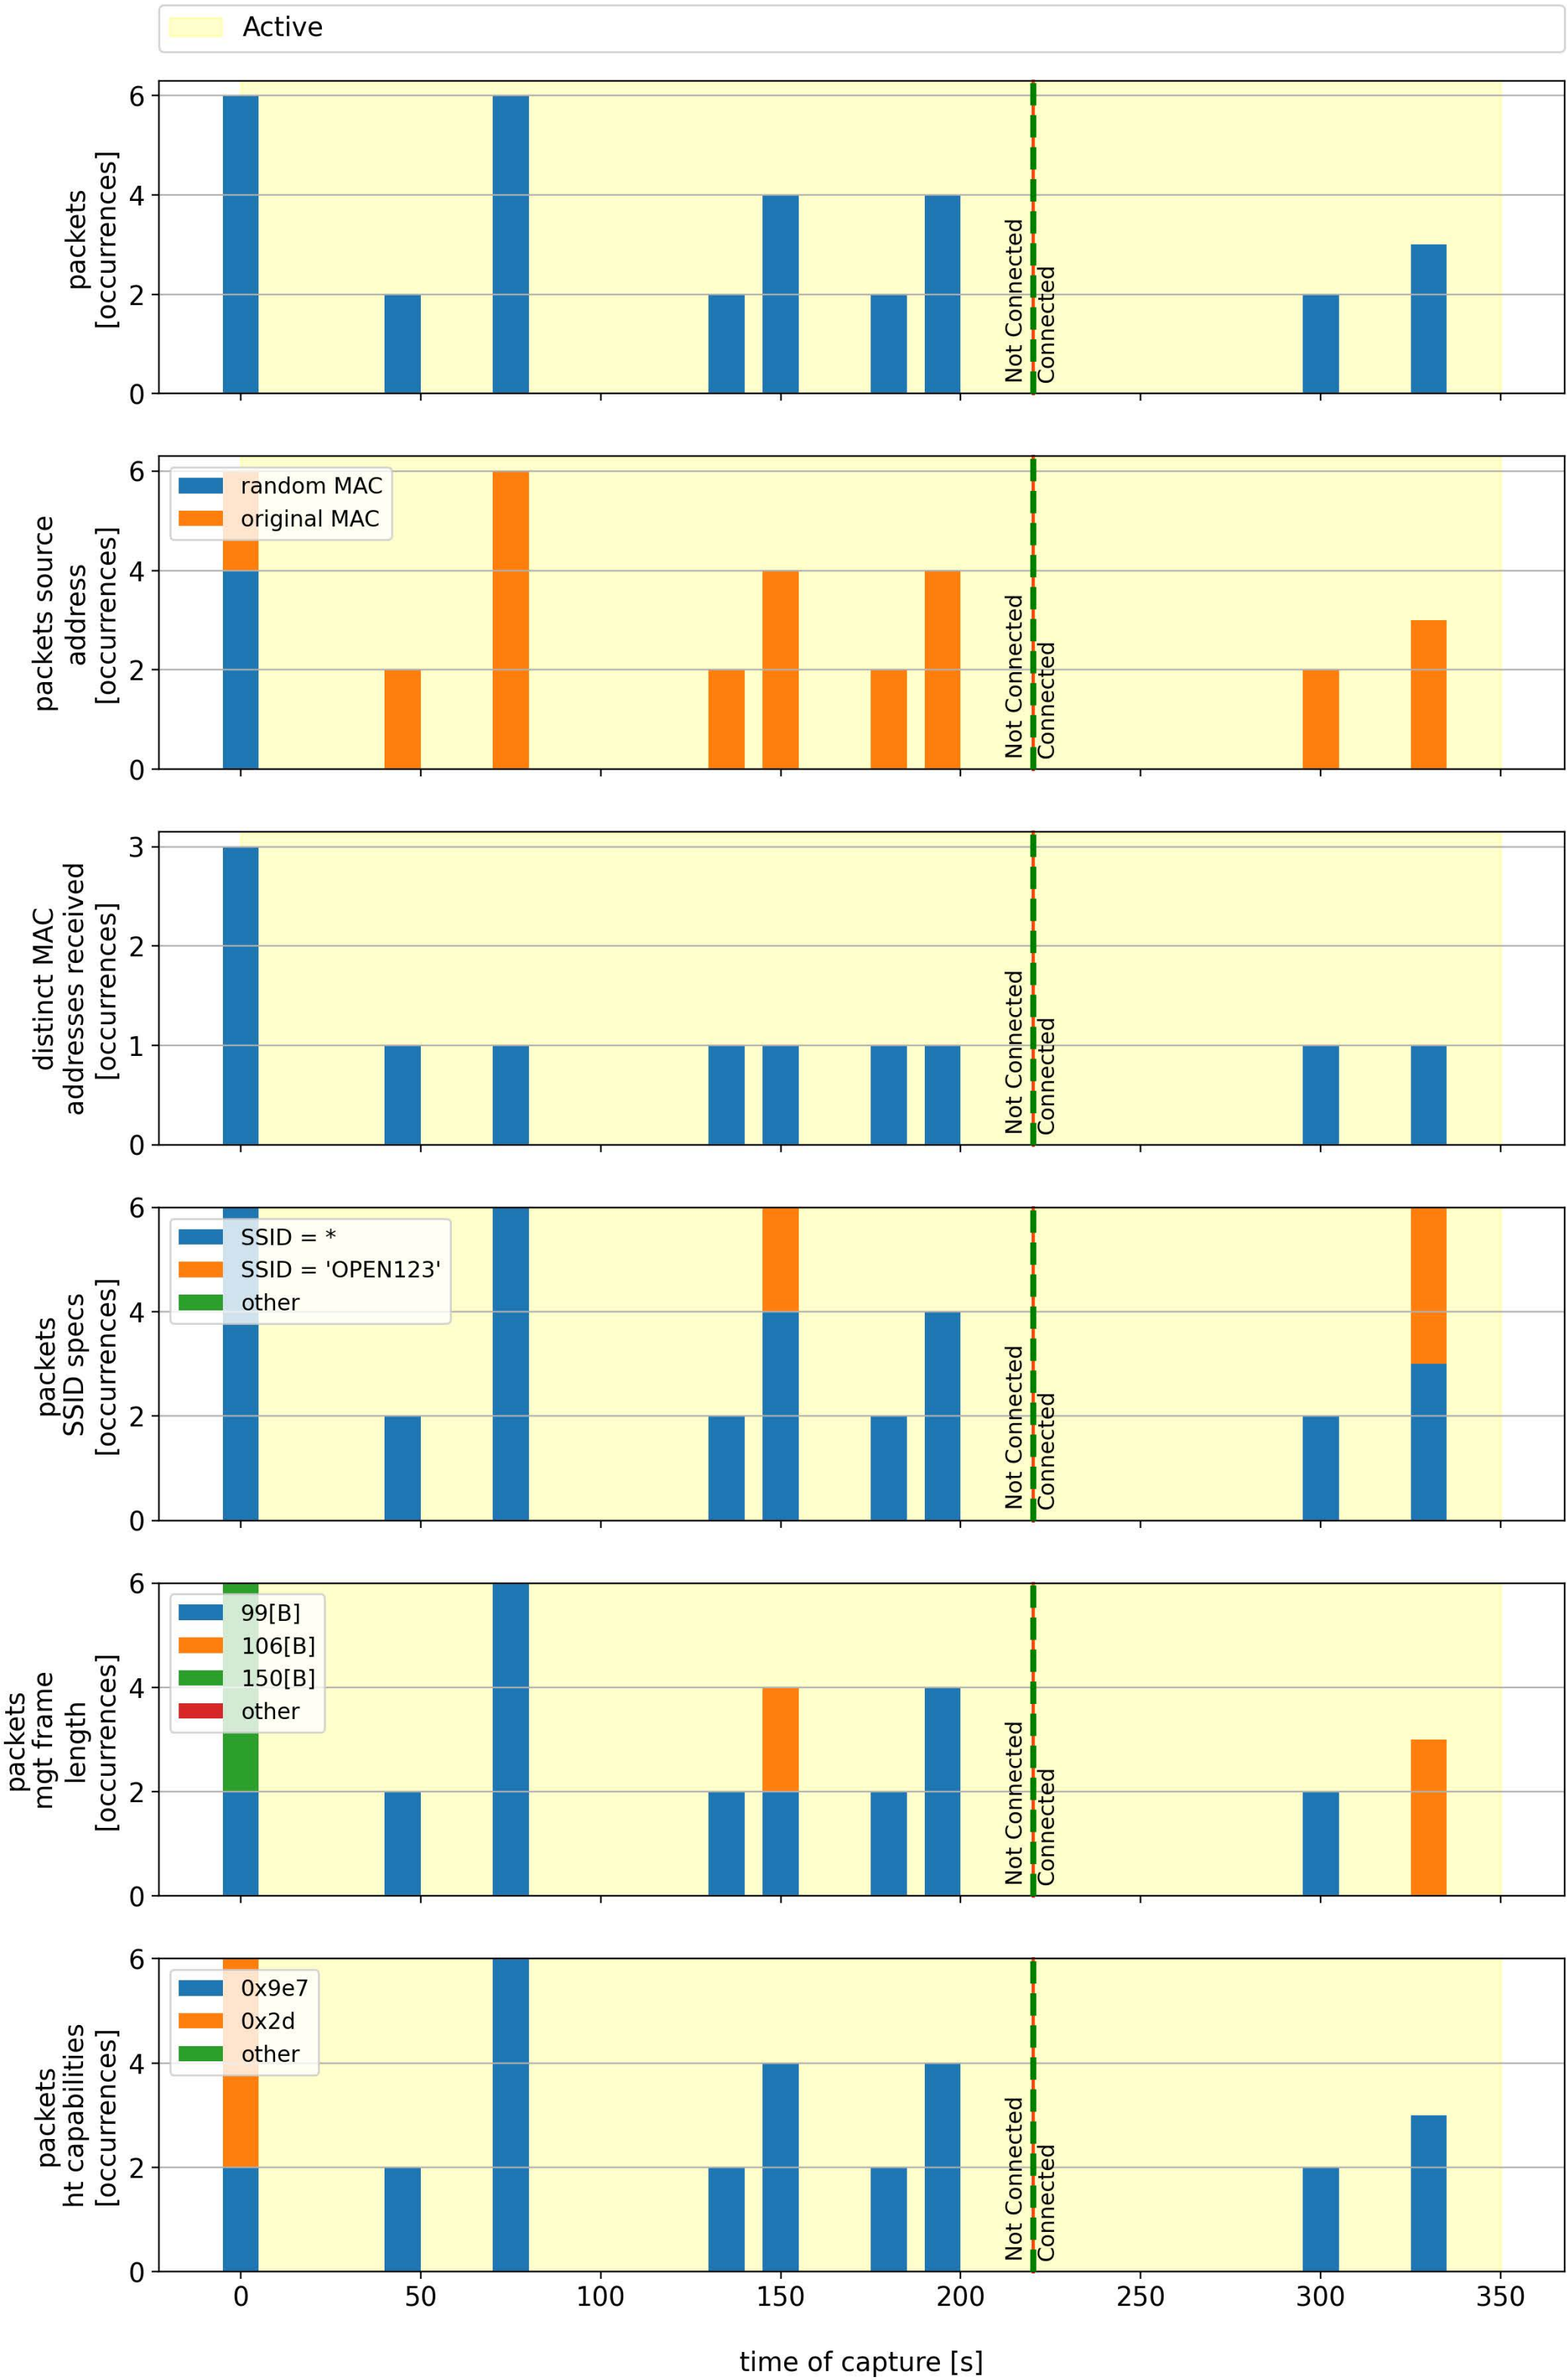 Active
packets
[occurrences]
6
4
2
0
Not Connected
Connected
packets source
address
[occurrences]
6
4
2
0
random MAC
original MAC
Not Connected
Connected
distinct MAC
addresses received
[occurrences]
3
2
1
0
Not Connected
Connected
packets
SSID specs
[occurrences]
6
4
2
0
SSID = *
SSID = 'OPEN123'
other
Not Connected
Connected
packets
mgt frame
length
[occurrences]
6
4
2
0
99[B]
106[B]
150[B]
other
Not Connected
Connected
packets
ht capabilities
[occurrences]
6
4
2
0
0x9e7
0x2d
other
Not Connected
Connected
0 50 100 150 200 250 300 350
time of capture [s]